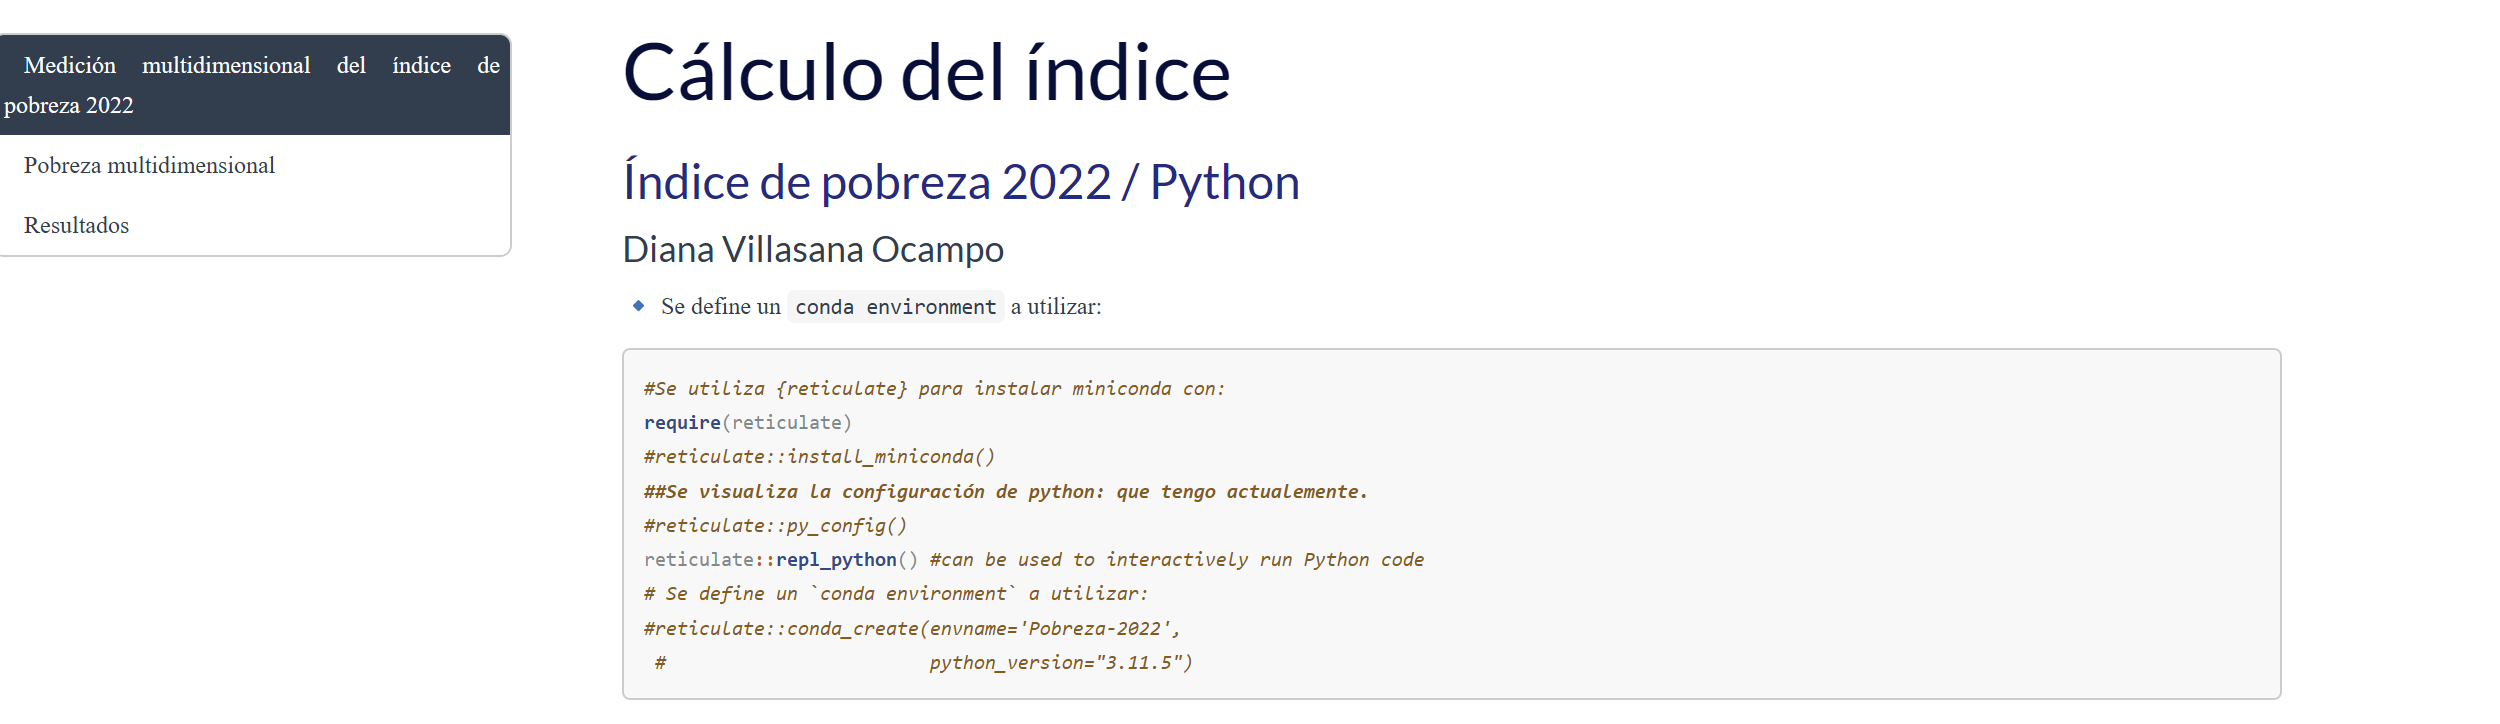 Medición multidimensional del índice de
pobreza 2022
Pobreza multidimensional
Resultados
Cálculo del índice
Índice de pobreza 2022 / Python
Diana Villasana Ocampo
Se define un conda environment a utilizar:
#Se utiliza {reticulate} para instalar miniconda con:
require(reticulate)
#reticulate::install_miniconda()
##Se visualiza la configuración de python: que tengo actualemente.
#reticulate::py_config()
reticulate::repl_python() #can be used to interactively run Python code
# Se define un `conda environment` a utilizar:
#reticulate::conda_create(envname='Pobreza-2022',
#                        python_version="3.11.5")